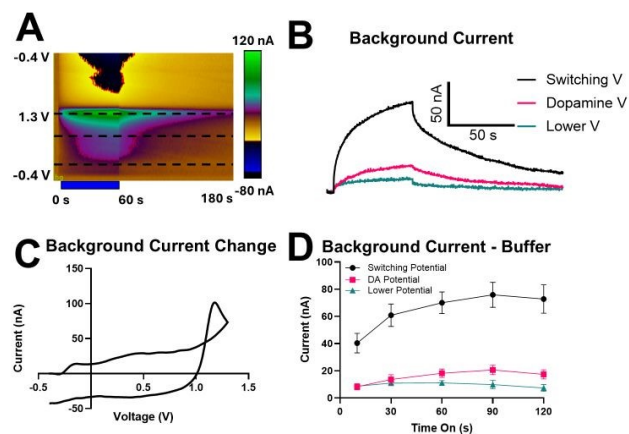 A
120 nA
-0.4 V
1.3 V
-0.4 V
-80 nA
0 s
60 s
180 s
B
Background Current
Switching V
Dopamine V
Lower V
50 nA
50 s
C
Background Current Change
Current (nA)
150
100
50
-50
-0.5
0.5
1.0
1.5
Voltage (V)
D
Background Current - Buffer
Switching Potential
DA Potential
Lower Potential
Current (nA)
100
80
60
40
20
0
0
30
60
90
120
Time On (s)